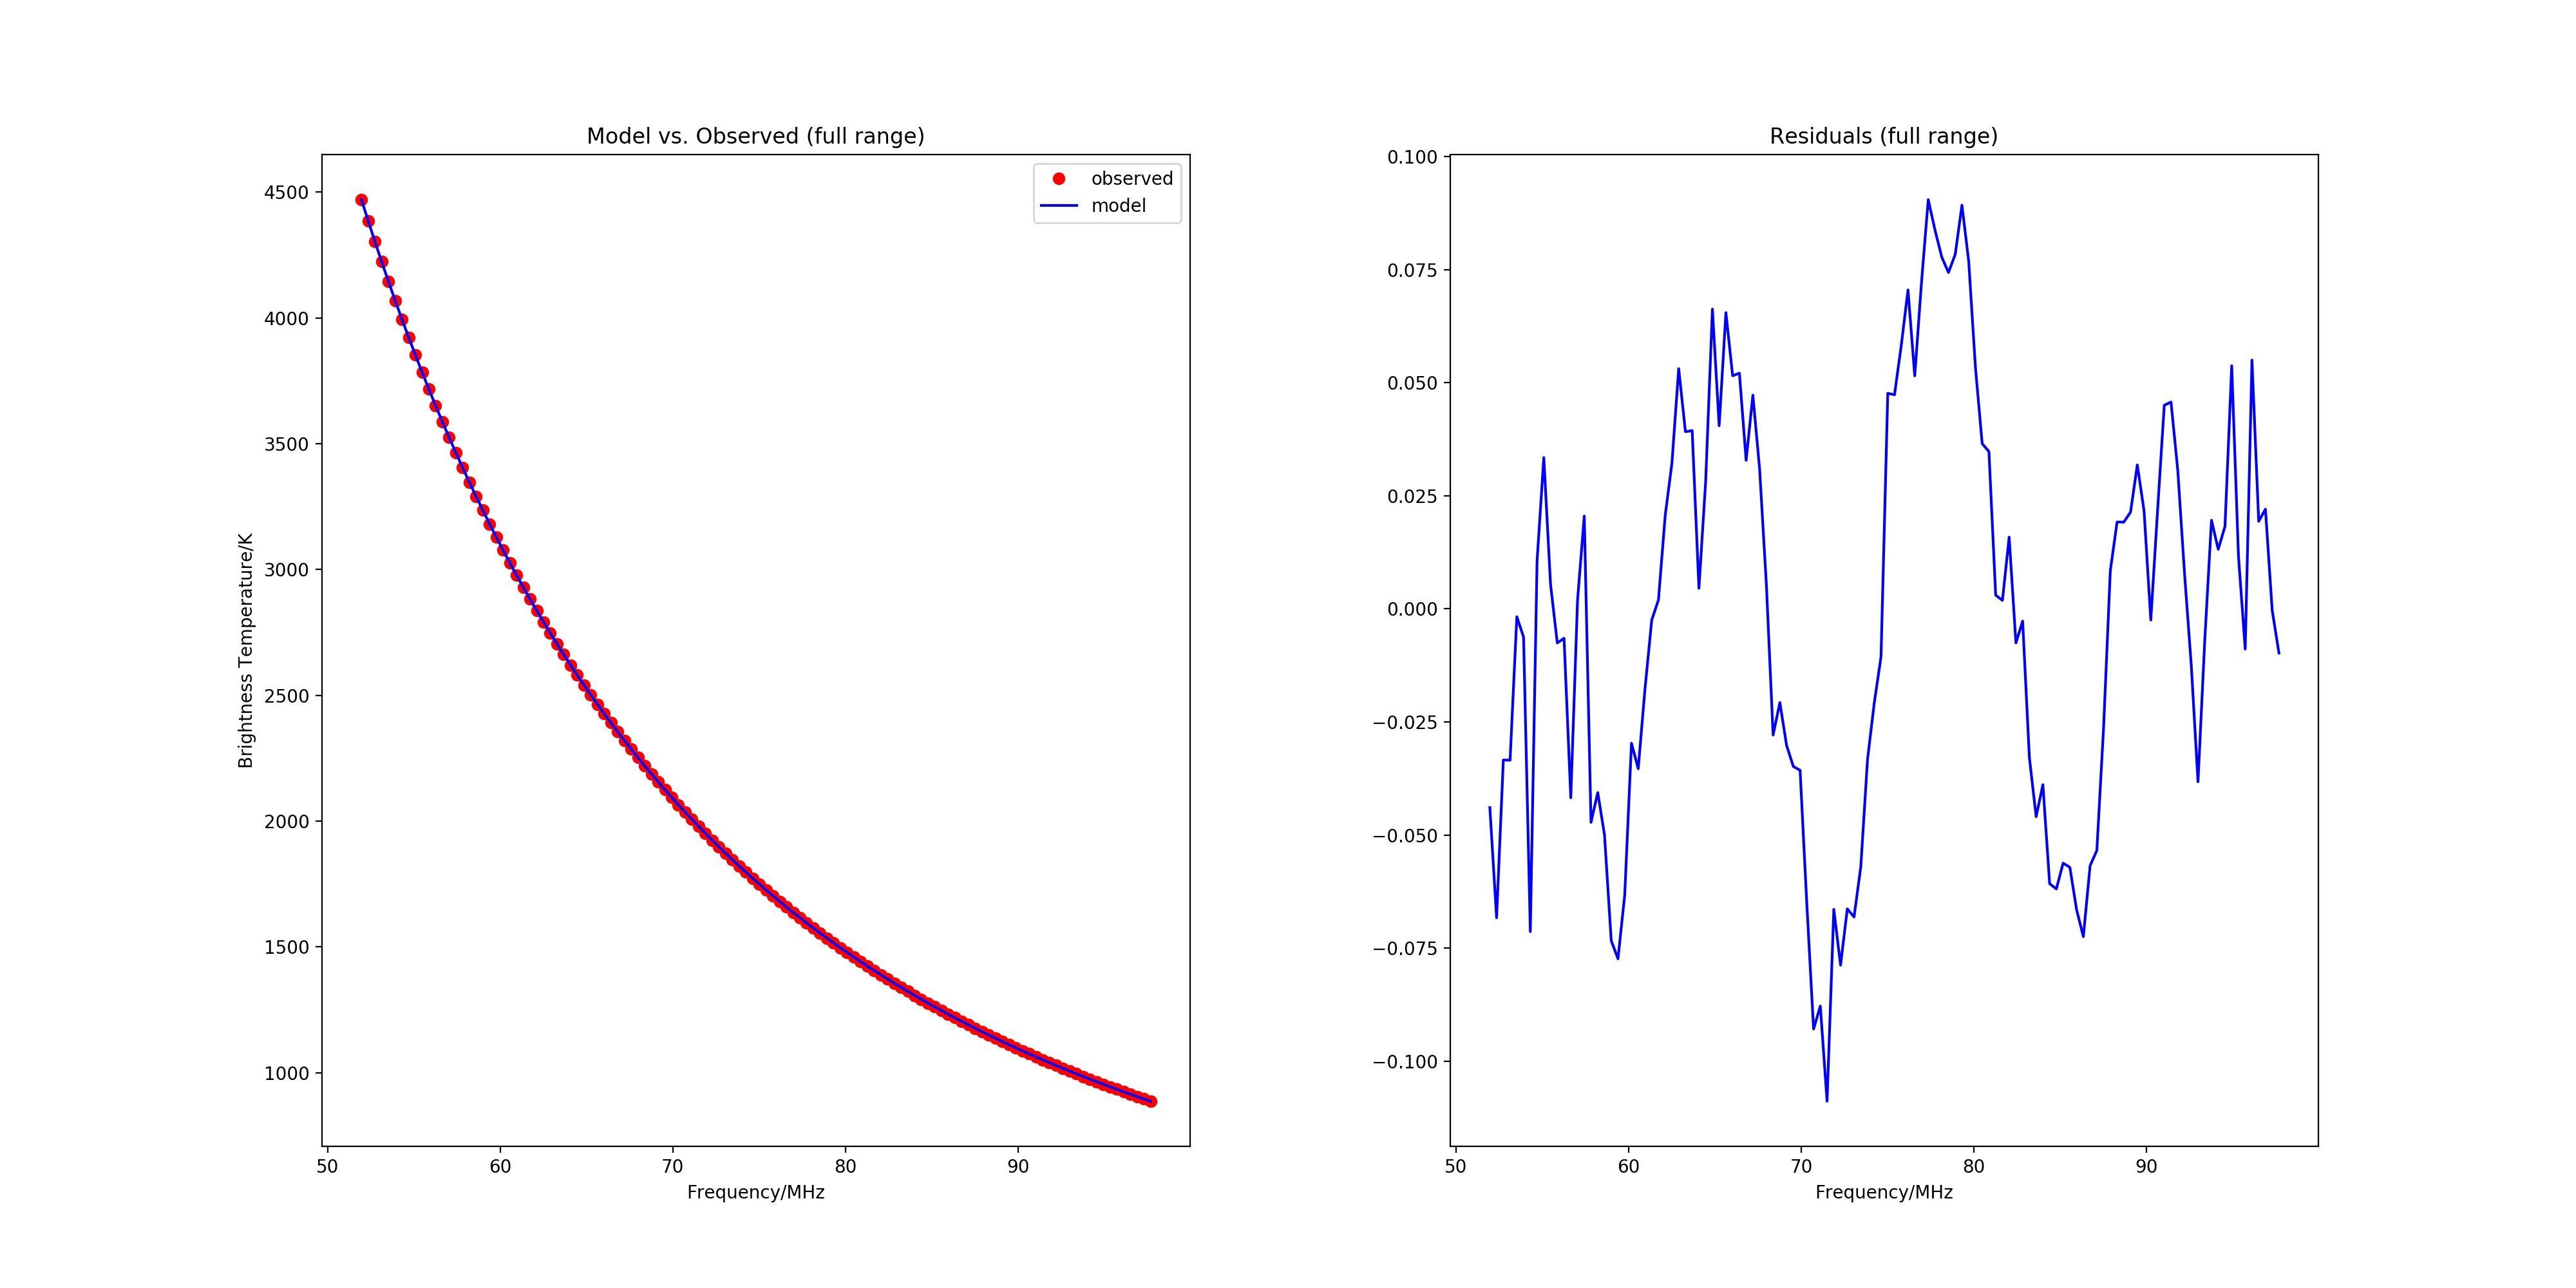 Model vs. Observed (full range)
observed
model
4500
4000
3500
3000
2500
2000
1500
1000
Brightness Temperature/K
50 60 70 80 90
Frequency/MHz
Residuals (full range)
0.100
0.075
0.050
0.025
0.000
−0.025
−0.050
−0.075
−0.100
50 60 70 80 90
Frequency/MHz